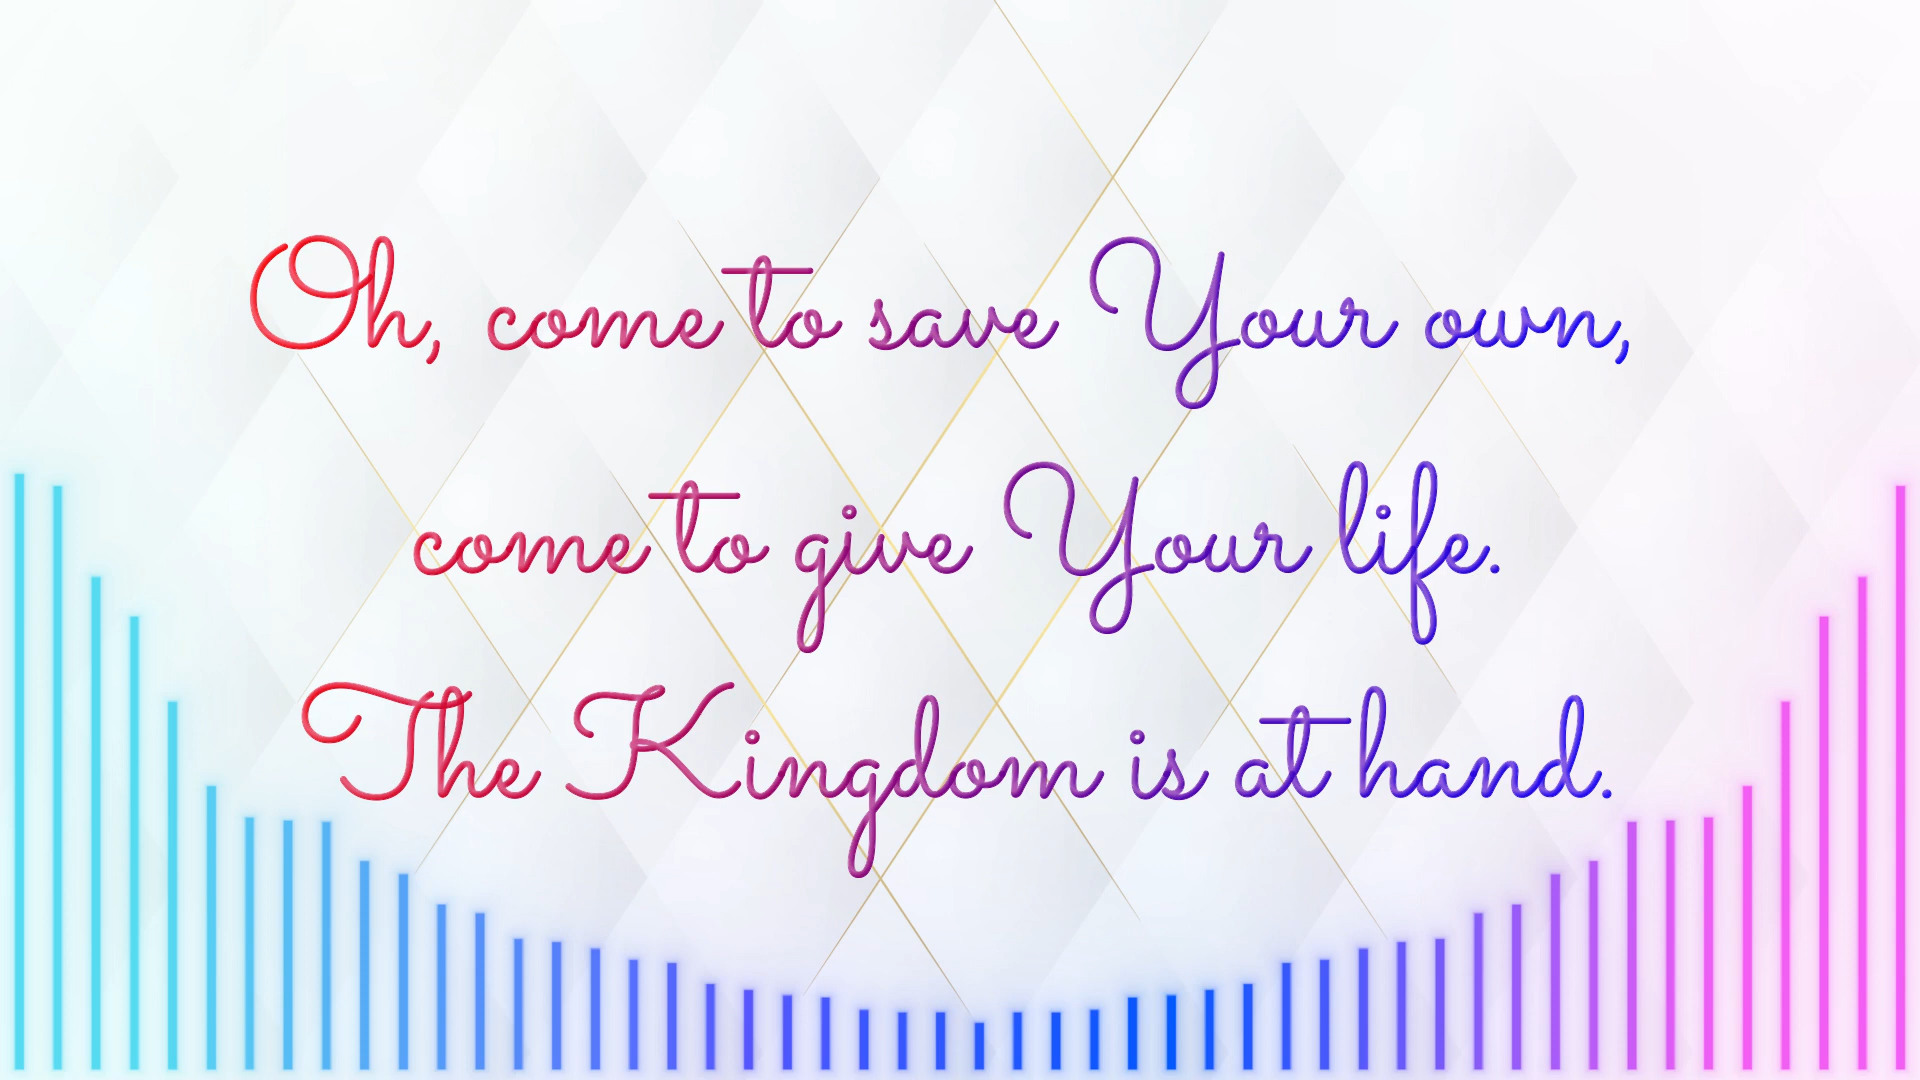 Oh, come to save Your own,
come to give Your life.
The Kingdom is at hand.